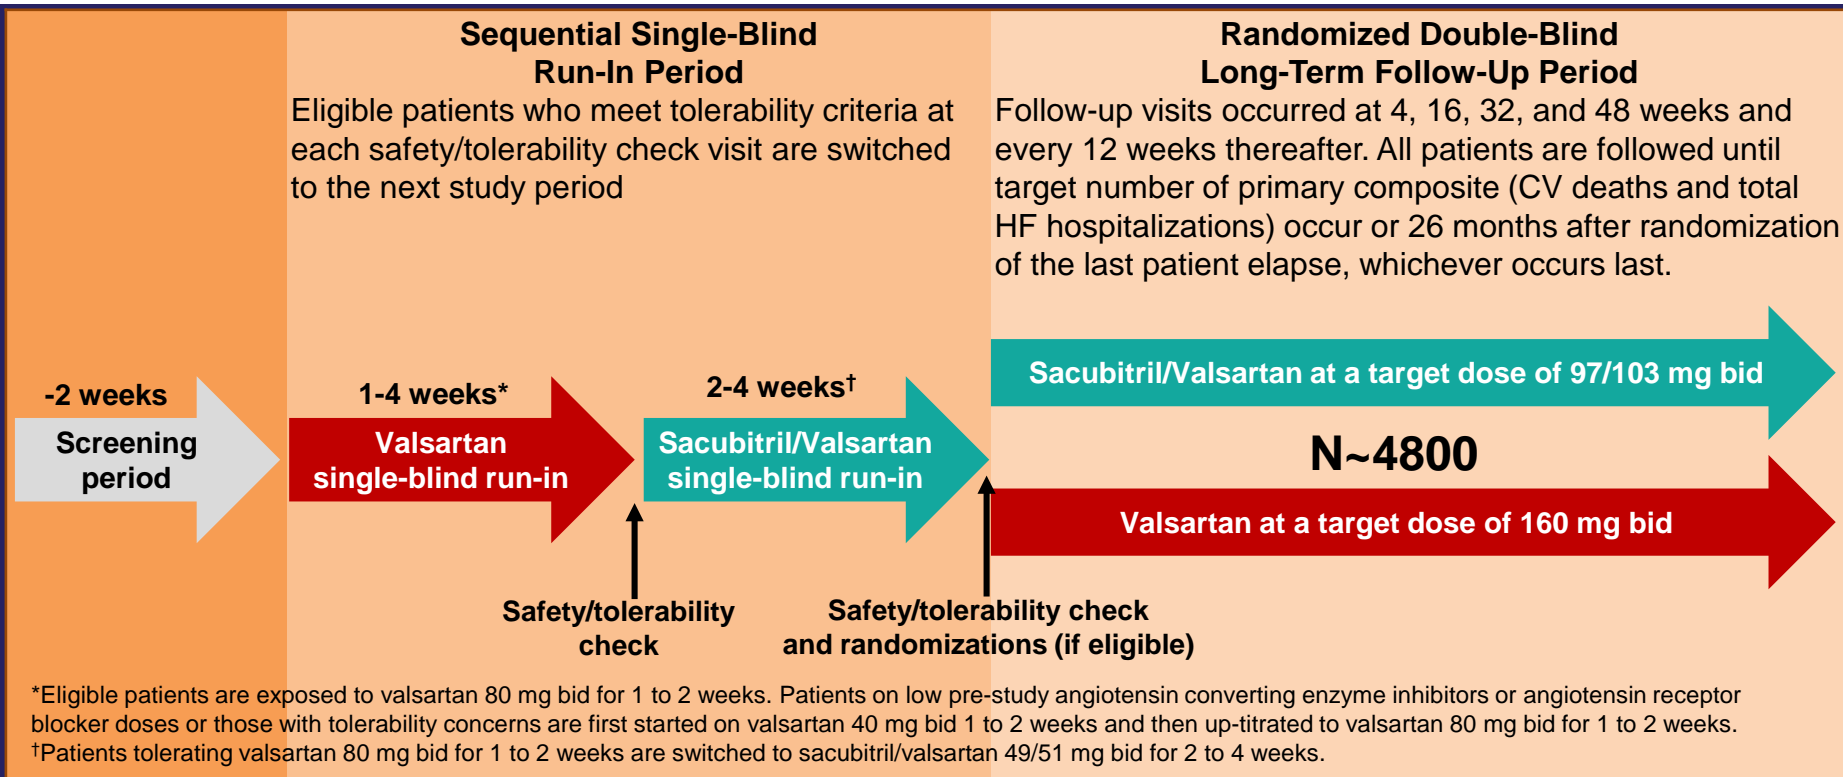 Sequential Single-Blind
Run-In Period
Eligible patients who meet tolerability criteria at
each safety/tolerability check visit are switched
to the next study period
Randomized Double-Blind
Long-Term Follow-Up Period
Follow-up visits occurred at 4, 16, 32, and 48 weeks and
every 12 weeks thereafter. All patients are followed until
target number of primary composite (CV deaths and total
HF hospitalizations) occur or 26 months after randomization
of the last patient elapse, whichever occurs last.
-2 weeks
Screening
period
1-4 weeks*
Valsartan
single-blind run-in
2-4 weeks†
Sacubitril/Valsartan
single-blind run-in
Sacubitril/Valsartan at a target dose of 97/103 mg bid
N~4800
Valsartan at a target dose of 160 mg bid
Safety/tolerability
check
Safety/tolerability check
and randomizations (if eligible)
*Eligible patients are exposed to valsartan 80 mg bid for 1 to 2 weeks. Patients on low pre-study angiotensin converting enzyme inhibitors or angiotensin receptor
blocker doses or those with tolerability concerns are first started on valsartan 40 mg bid 1 to 2 weeks and then up-titrated to valsartan 80 mg bid for 1 to 2 weeks.
†Patients tolerating valsartan 80 mg bid for 1 to 2 weeks are switched to sacubitril/valsartan 49/51 mg bid for 2 to 4 weeks.